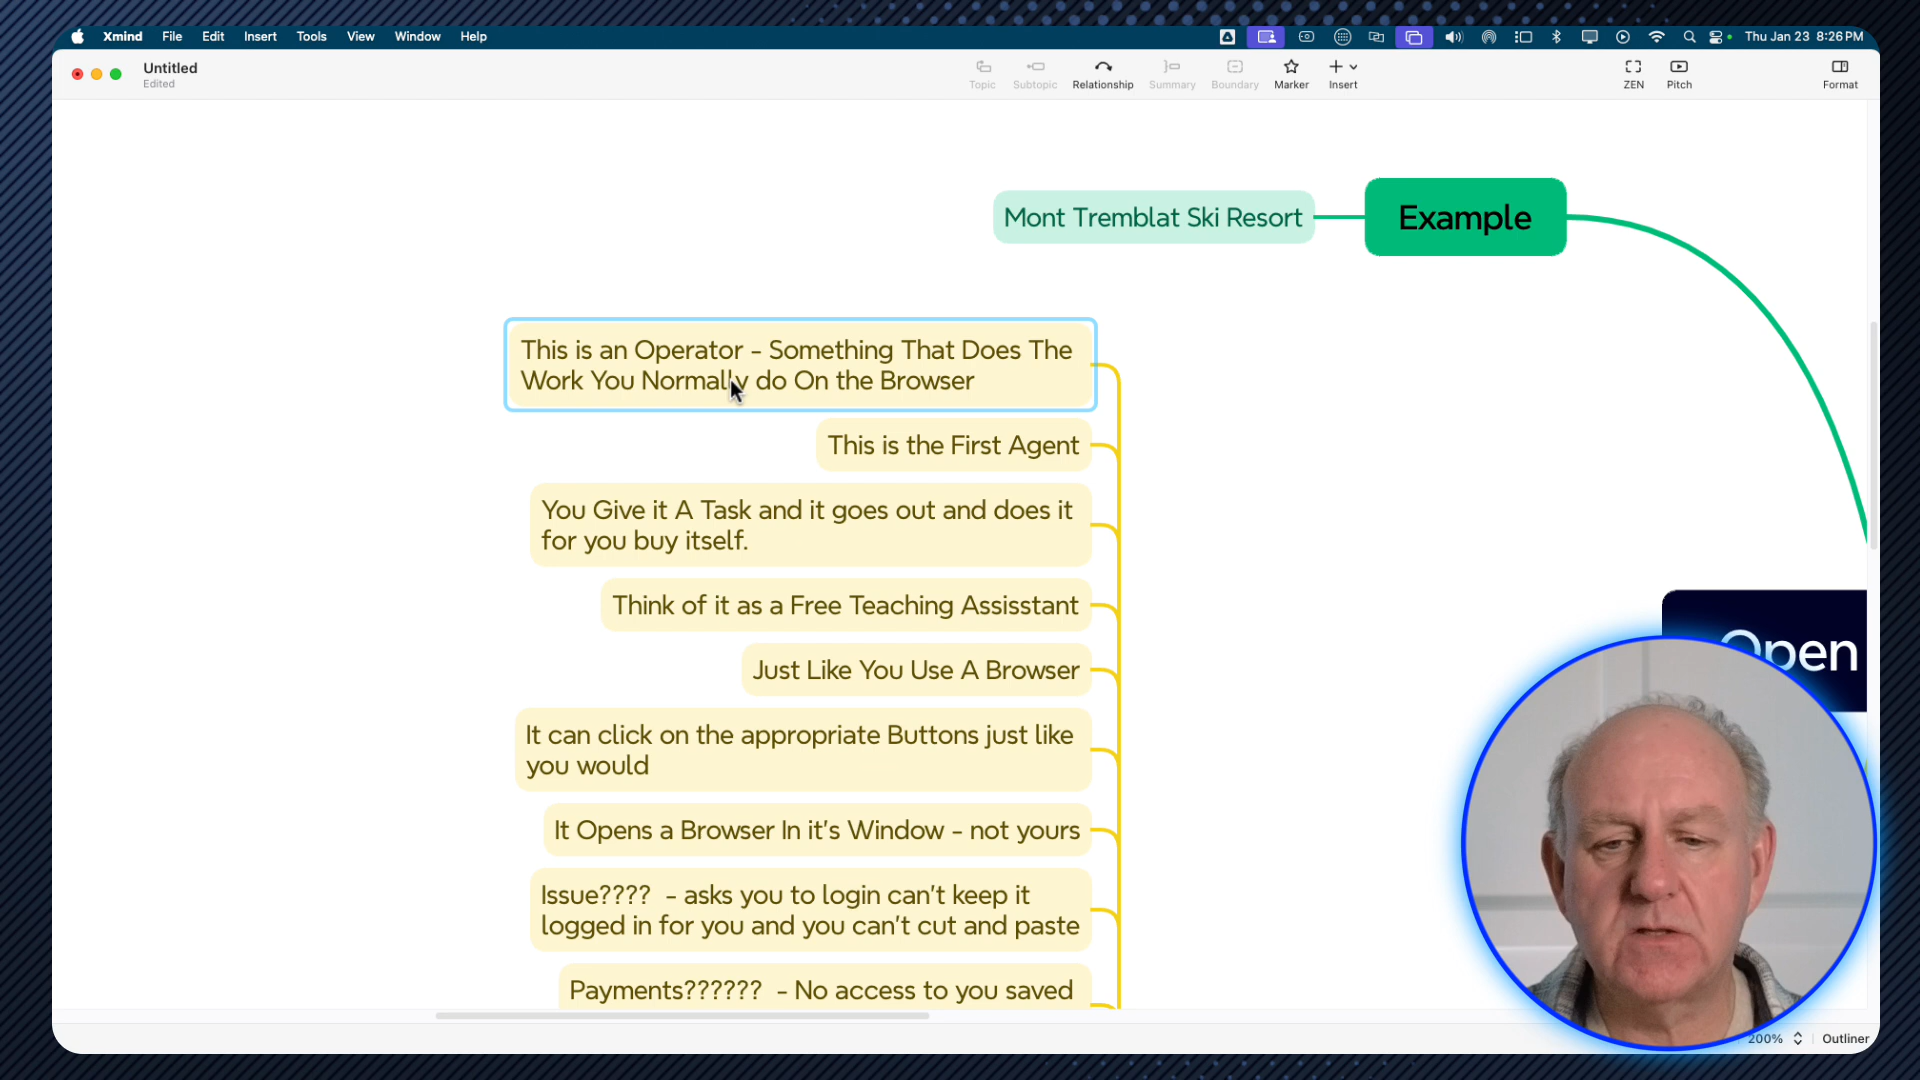 Xmind File Edit Insert Tools View Window Help
Thu Jan 23 8:26 PM
Untitled
Edited
Topic Subtopic Relationship Summary Boundary Marker Insert ZEN Pitch Format
Mont Tremblat Ski Resort
Example
This is an Operator - Something That Does The
Work You Normally do On the Browser
This is the First Agent
You Give it A Task and it goes out and does it
for you buy itself.
Think of it as a Free Teaching Assisstant
Just Like You Use A Browser
Open
It can click on the appropriate Buttons just like
you would
It Opens a Browser In it's Window - not yours
Issue???? - asks you to login can't keep it
logged in for you and you can't cut and paste
Payments?????? - No access to you saved
200% Outliner